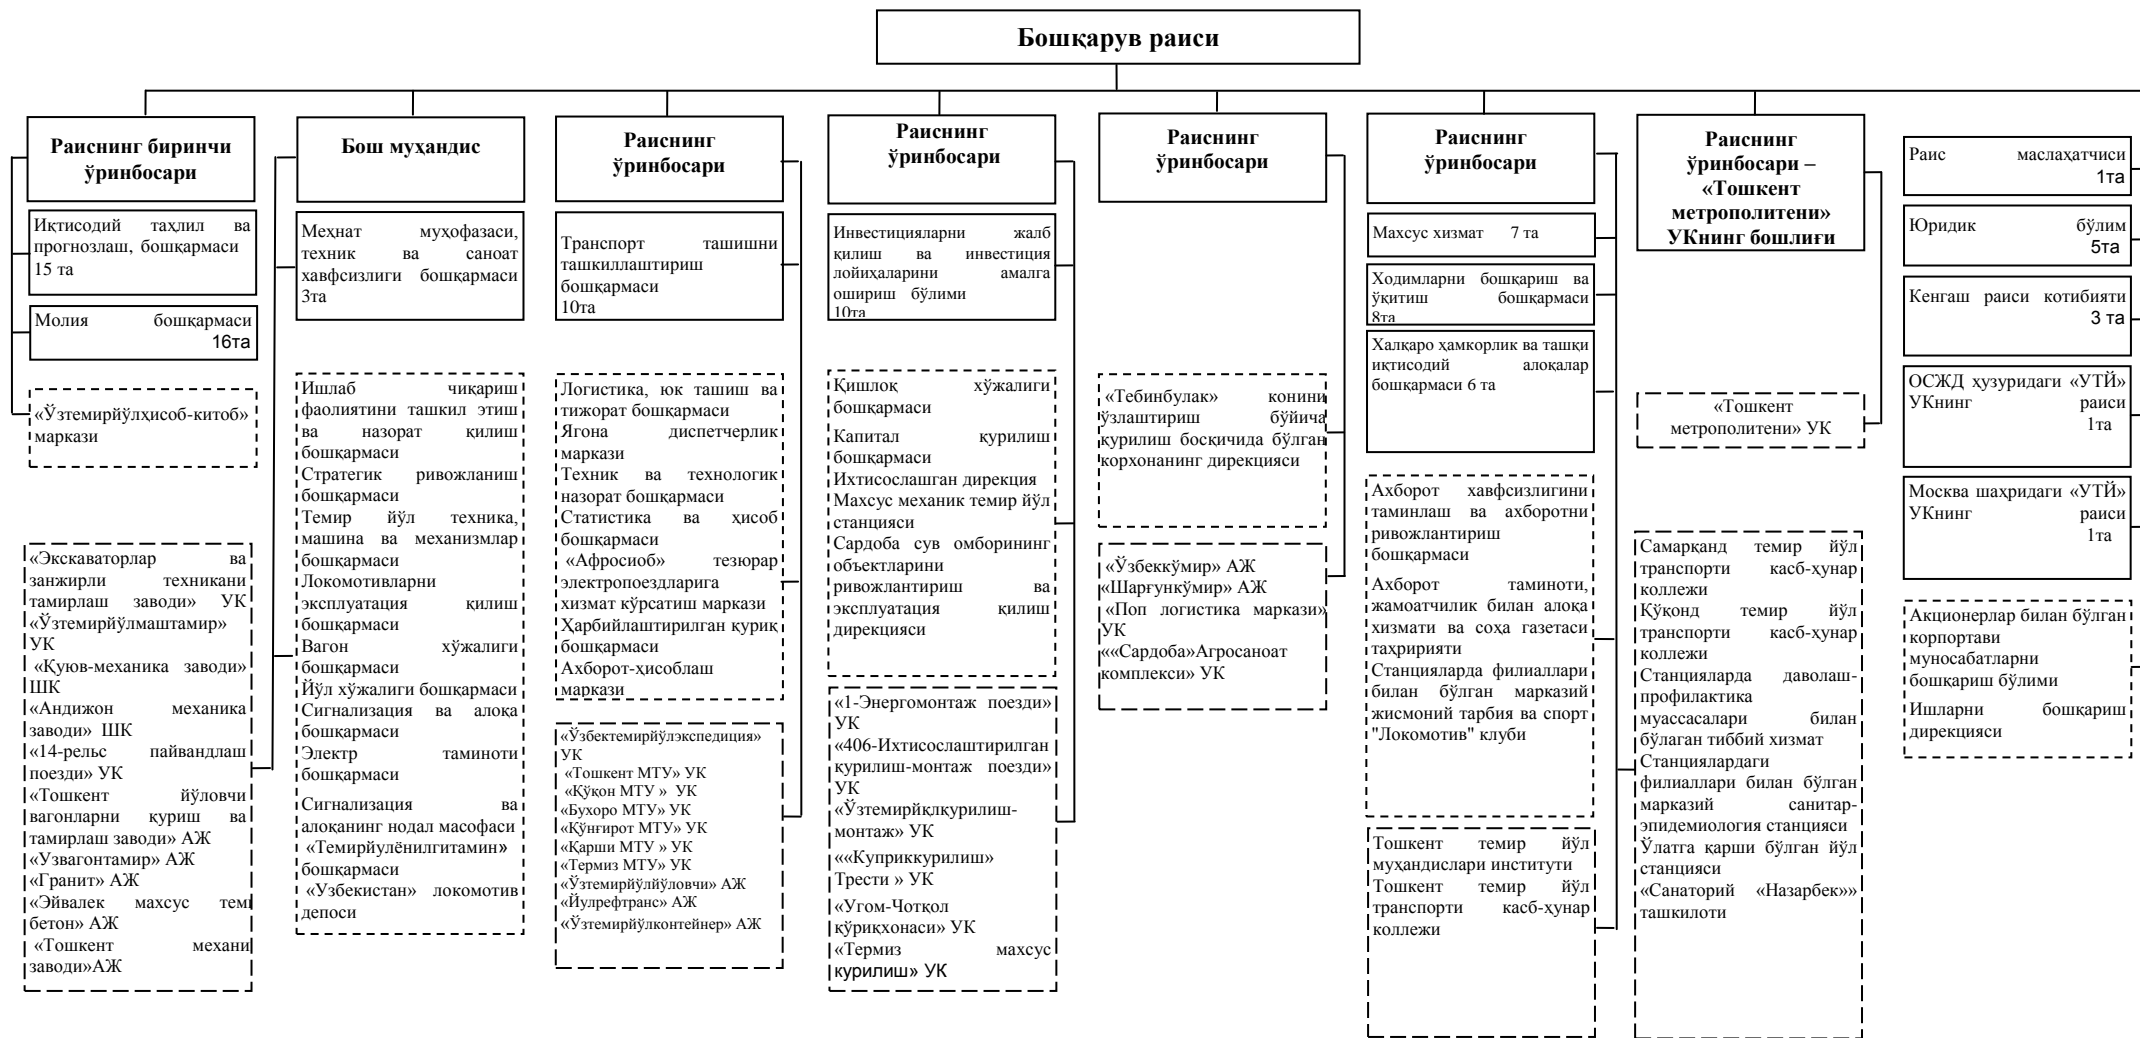 Бошқарув раиси
Раиснинг биринчи
ўринбосари
Иқтисодий таҳлил ва
прогнозлаш, бошқармаси
15 та
Молия бошқармаси
16та
«Ўзтемирйўлҳисоб-китоб»
маркази
«Экскаваторлар ва
занжирли техникани
тамирлаш заводи» УК
«Ўзтемирйўлмаштамир»
УК
«Қуюв-механика заводи»
ШК
«Андижон механика
заводи» ШК
«14-рельс пайвандлаш
поезди» УК
«Тошкент йўловчи
вагонларни қуриш ва
тамирлаш заводи» АЖ
«Узвагонтамир» АЖ
«Гранит» АЖ
«Эйвалек махсус тем
бетон» АЖ
«Тошкент механи
заводи»АЖ
Бош муҳандис
Меҳнат муҳофазаси,
техник ва саноат
хавфсизлиги бошқармаси
3та
Ишлаб чиқариш
фаолиятини ташкил этиш
ва назорат қилиш
бошқармаси
Стратегик ривожланиш
бошқармаси
Темир йўл техника,
машина ва механизмлар
бошқармаси
Локомотивларни
эксплуатация қилиш
бошқармаси
Вагон хўжалиги
бошқармаси
Йўл хўжалиги бошқармаси
Сигнализация ва алоқа
бошқармаси
Электр таминоти
бошқармаси
Сигнализация ва
алоқанинг нодал масофаси
«Темирйулёнилгитамин»
бошқармаси
«Узбекистан» локомотив
депоси
Раиснинг
ўринбосари
Транспорт ташишни
ташкиллаштириш
бошқармаси
10та
Логистика, юк ташиш ва
тижорат бошқармаси
Ягона диспетчерлик
маркази
Техник ва технологик
назорат бошқармаси
Статистика ва ҳисоб
бошқармаси
«Афросиоб» тезюрар
электропоездларига
хизмат кўрсатиш маркази
Ҳарбийлаштирилган қуриқ
бошқармаси
Ахборот-ҳисоблаш
маркази
«Ўзбектемирйўлэкспедиция»
УК
«Тошкент МТУ» УК
«Қўқон МТУ » УК
«Бухоро МТУ» УК
«Қўнғирот МТУ» УК
«Қарши МТУ » УК
«Термиз МТУ» УК
«Ўзтемирйўлйўловчи» АЖ
«Йулрефтранс» АЖ
«Ўзтемирйўлконтейнер» АЖ
Раиснинг
ўринбосари
Инвестицияларни жалб
қилиш ва инвестиция
лойиҳаларини амалга
ошириш бўлими
10та
Қишлоқ хўжалиги
бошқармаси
Капитал қурилиш
бошқармаси
Ихтисослашган дирекция
Махсус механик темир йўл
станцияси
Сардоба сув омборининг
объектларини
ривожлантириш ва
эксплуатация қилиш
дирекцияси
«1-Энергомонтаж поезди»
УК
«406-Ихтисослаштирилган
қурилиш-монтаж поезди»
УК
«Ўзтемирйқлқурилиш-
монтаж» УК
««Куприккурилиш»
Трести » УК
«Угом-Чотқол
қўриқхонаси» УК
«Термиз махсус
курилиш» УК
Раиснинг
ўринбосари
«Тебинбулак» конини
ўзлаштириш бўйича
қурилиш босқичида бўлган
корхонанинг дирекцияси
«Ўзбеккўмир» АЖ
«Шарғункўмир» АЖ
«Поп логистика маркази»
УК
««Сардоба»Агросаноат
комплекси» УК
Раиснинг
ўринбосари
Махсус хизмат 7 та
Ходимларни бошқариш ва
ўқитиш бошқармаси
8та
Халқаро ҳамкорлик ва ташқи
иқтисодий алоқалар
бошқармаси 6 та
Ахборот хавфсизлигини
таминлаш ва ахборотни
ривожлантириш
бошқармаси
Ахборот таминоти,
жамоатчилик билан алоқа
хизмати ва соҳа газетаси
таҳририяти
Станцияларда филиаллари
билан бўлган марказий
жисмоний тарбия ва спорт
"Локомотив" клуби
Тошкент темир йўл
муҳандислари институти
Тошкент темир йўл
транспорти касб-ҳунар
коллежи
Раиснинг
ўринбосари –
«Тошкент
метрополитени»
УКнинг бошлиғи
«Тошкент
метрополитени» УК
Самарқанд темир йўл
транспорти касб-ҳунар
коллежи
Қўқонд темир йўл
транспорти касб-ҳунар
коллежи
Станцияларда даволаш-
профилактика
муассасалари билан
бўлаган тиббий хизмат
Станциялардаги
филиаллари билан бўлган
марказий санитар-
эпидемиология станцияси
Ўлатга қарши бўлган йўл
станцияси
«Санаторий «Назарбек»»
ташкилоти
Раис маслаҳатчиси
1та
Юридик бўлим
5та
Кенгаш раиси котибияти
3 та
ОСЖД ҳузуридаги «УТЙ»
УКнинг раиси
1та
Москва шаҳридаги «УТЙ»
УКнинг раиси
1та
Акционерлар билан бўлган
корпортави
муносабатларни
бошқариш бўлими
Ишларни бошқариш
дирекцияси